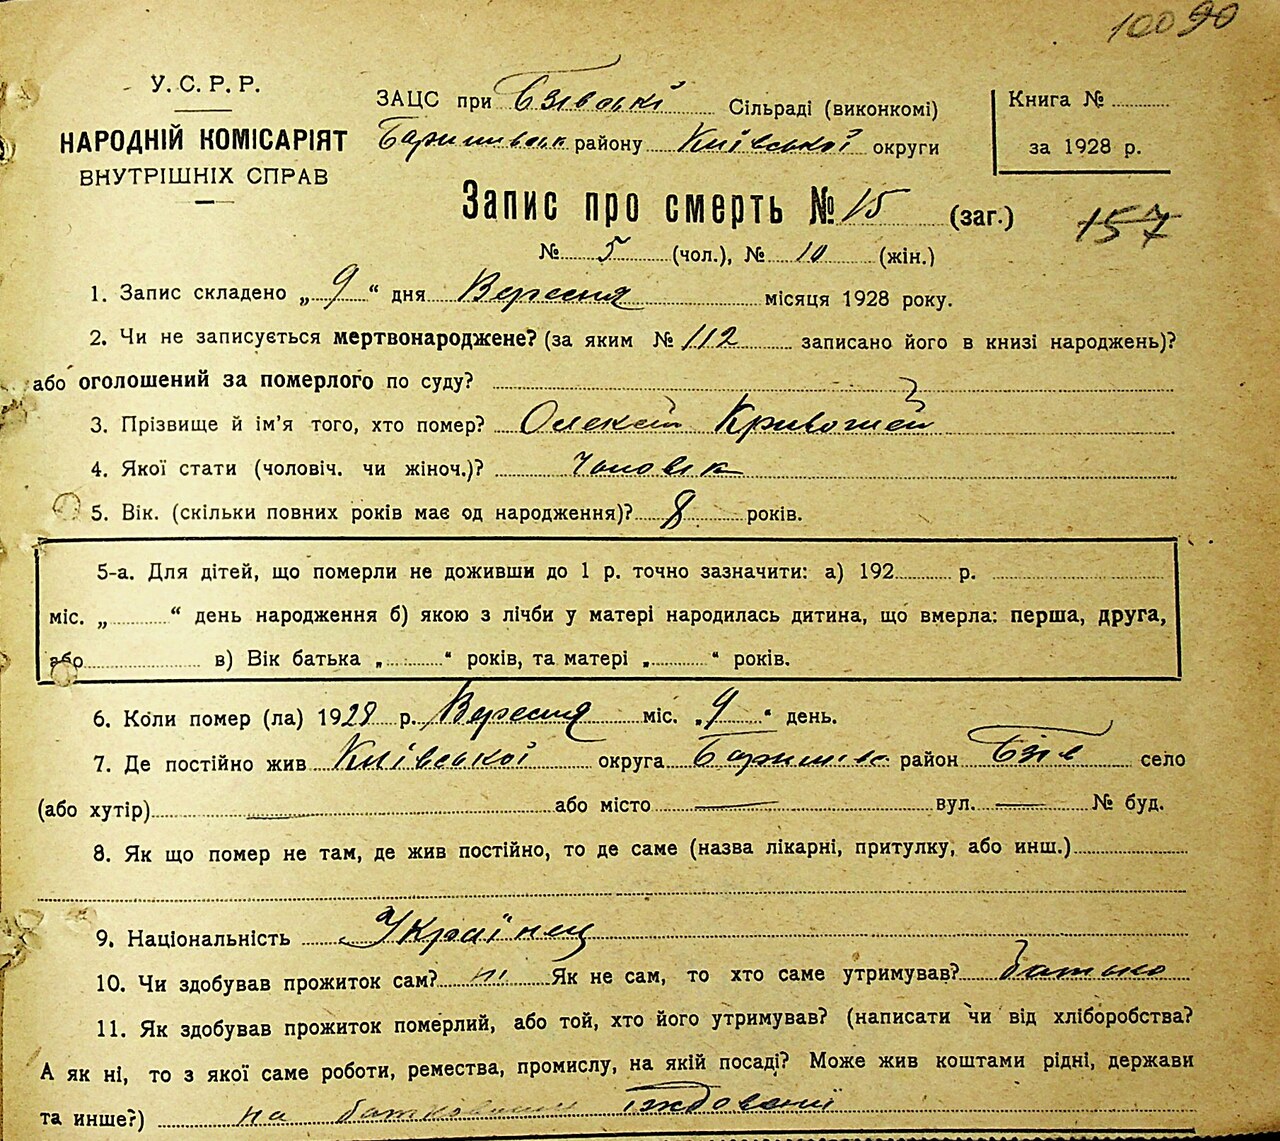 100 90
У. С. Р. Р.
НАРОДНІЙ КОМІСАРІЯТ
ВНУТРІШНІХ СПРАВ
ЗАЦС при Бзівські Сільраді (виконкомі)
Баришівськ району Київської округи
Книга №
за 1928 р.
Запис про смерть № 15 (заг.)
157
№ 5 (чол.), № 10 (жін.)
1. Запис складено „ 9 “ дня Вересня місяця 1928 року.
2. Чи не записується мертвонароджене? (за яким № 112 записано його в книзі народжень)?
або оголошений за померлого по суду?
3. Прізвище й ім'я того, хто помер? Олексій Кривошей
4. Якої стати (чоловіч. чи жіноч.)? Чоловік
5. Вік. (скільки повних років має од народження)? 8 років.
5-а. Для дітей, що померли не доживши до 1 р. точно зазначити: а) 192 р.
міс. „ “ день народження б) якою з лічби у матері народилась дитина, що вмерла: перша, друга,
або в) Вік батька „ “ років, та матері „ “ років.
6. Коли помер (ла) 1928 р. Вересня міс. „ 9 “ день.
7. Де постійно жив Київської округа Баришівс. район Бзів село
(або хутір) — або місто — вул. — № буд.
8. Як що помер не там, де жив постійно, то де саме (назва лікарні, притулку, або инш.)
9. Національність Українец
10. Чи здобував прожиток сам? ні Як не сам, то хто саме утримував? батько
11. Як здобував прожиток померлий, або той, хто його утримував? (написати чи від хліборобства?
А як ні, то з якої саме роботи, ремества, промислу, на якій посаді? Може жив коштами рідні, держави
та инше?) на